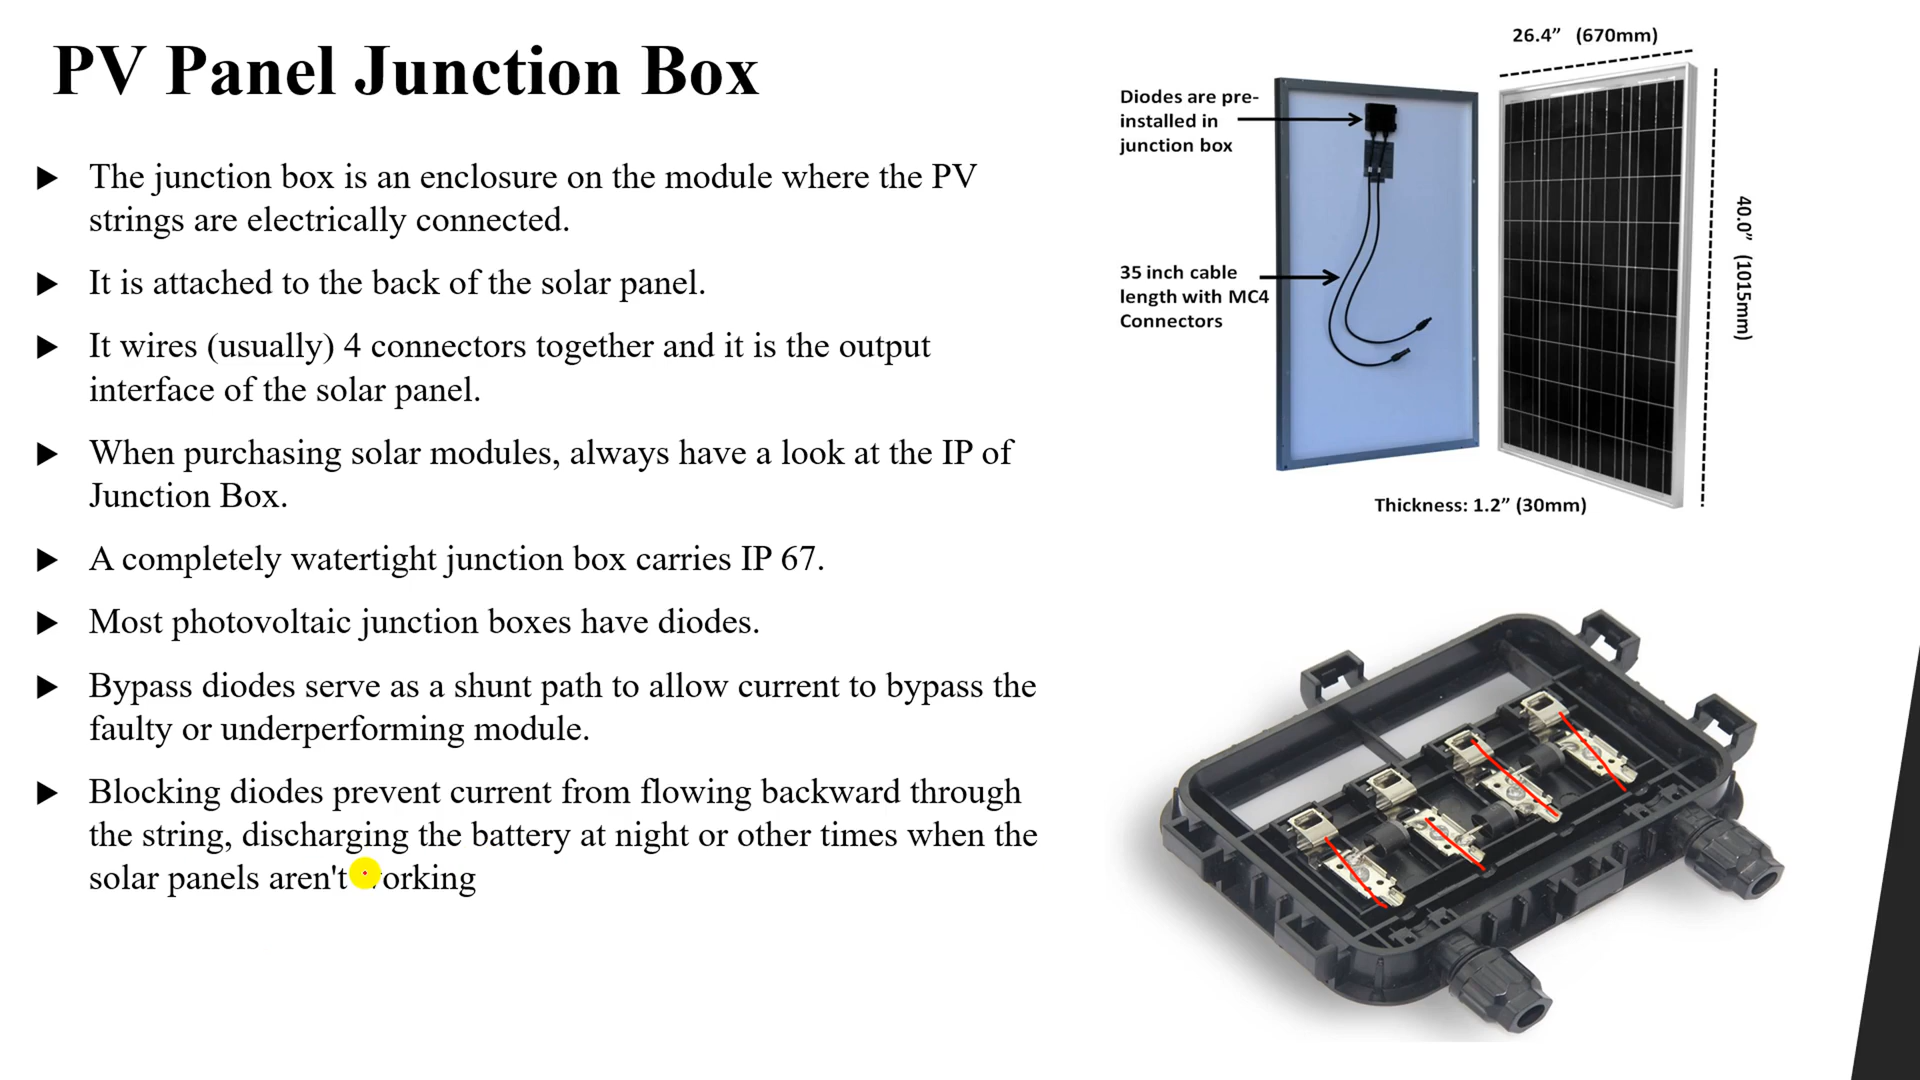 PV Panel Junction Box
The junction box is an enclosure on the module where the PV
strings are electrically connected.
It is attached to the back of the solar panel.
It wires (usually) 4 connectors together and it is the output
interface of the solar panel.
When purchasing solar modules, always have a look at the IP of
Junction Box.
A completely watertight junction box carries IP 67.
Most photovoltaic junction boxes have diodes.
Bypass diodes serve as a shunt path to allow current to bypass the
faulty or underperforming module.
Blocking diodes prevent current from flowing backward through
the string, discharging the battery at night or other times when the
solar panels aren't working
26.4” (670mm)
Diodes are pre-
installed in
junction box
35 inch cable
length with MC4
Connectors
40.0” (1015mm)
Thickness: 1.2” (30mm)